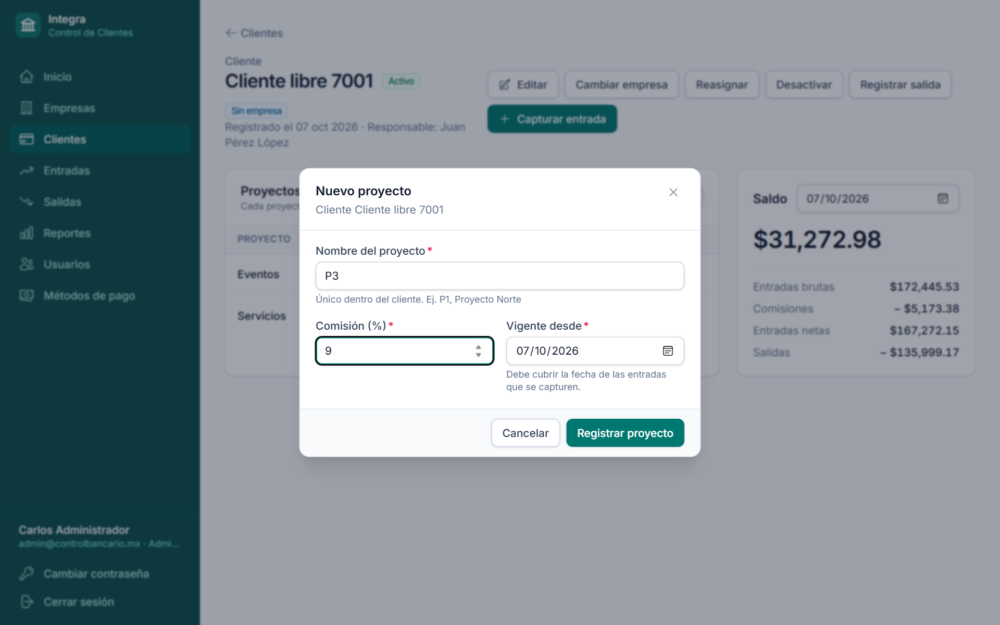 Integra
Control de Clientes
Inicio
Empresas
Clientes
Entradas
Salidas
Reportes
Usuarios
Métodos de pago
Carlos Administrador
admin@controlbancario.mx · Admi...
Cambiar contraseña
Cerrar sesión
← Clientes
Cliente
Cliente libre 7001 Activo
Sin empresa
Registrado el 07 oct 2026 · Responsable: Juan
Pérez López
Editar
Cambiar empresa
Reasignar
Desactivar
Registrar salida
+ Capturar entrada
Proyectos
Cada proyect
PROYECTO
Eventos
Servicios
Saldo 07/10/2026
$31,272.98
Entradas brutas $172,445.53
Comisiones − $5,173.38
Entradas netas $167,272.15
Salidas − $135,999.17
Nuevo proyecto
Cliente Cliente libre 7001
Nombre del proyecto *
P3
Único dentro del cliente. Ej. P1, Proyecto Norte
Comisión (%) *
9
Vigente desde *
07/10/2026
Debe cubrir la fecha de las entradas
que se capturen.
Cancelar
Registrar proyecto